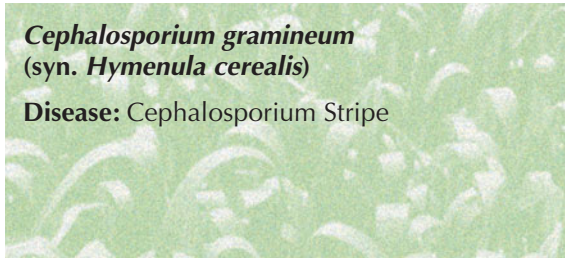 Cephalosporium gramineum
(syn. Hymenula cerealis)
Disease: Cephalosporium Stripe